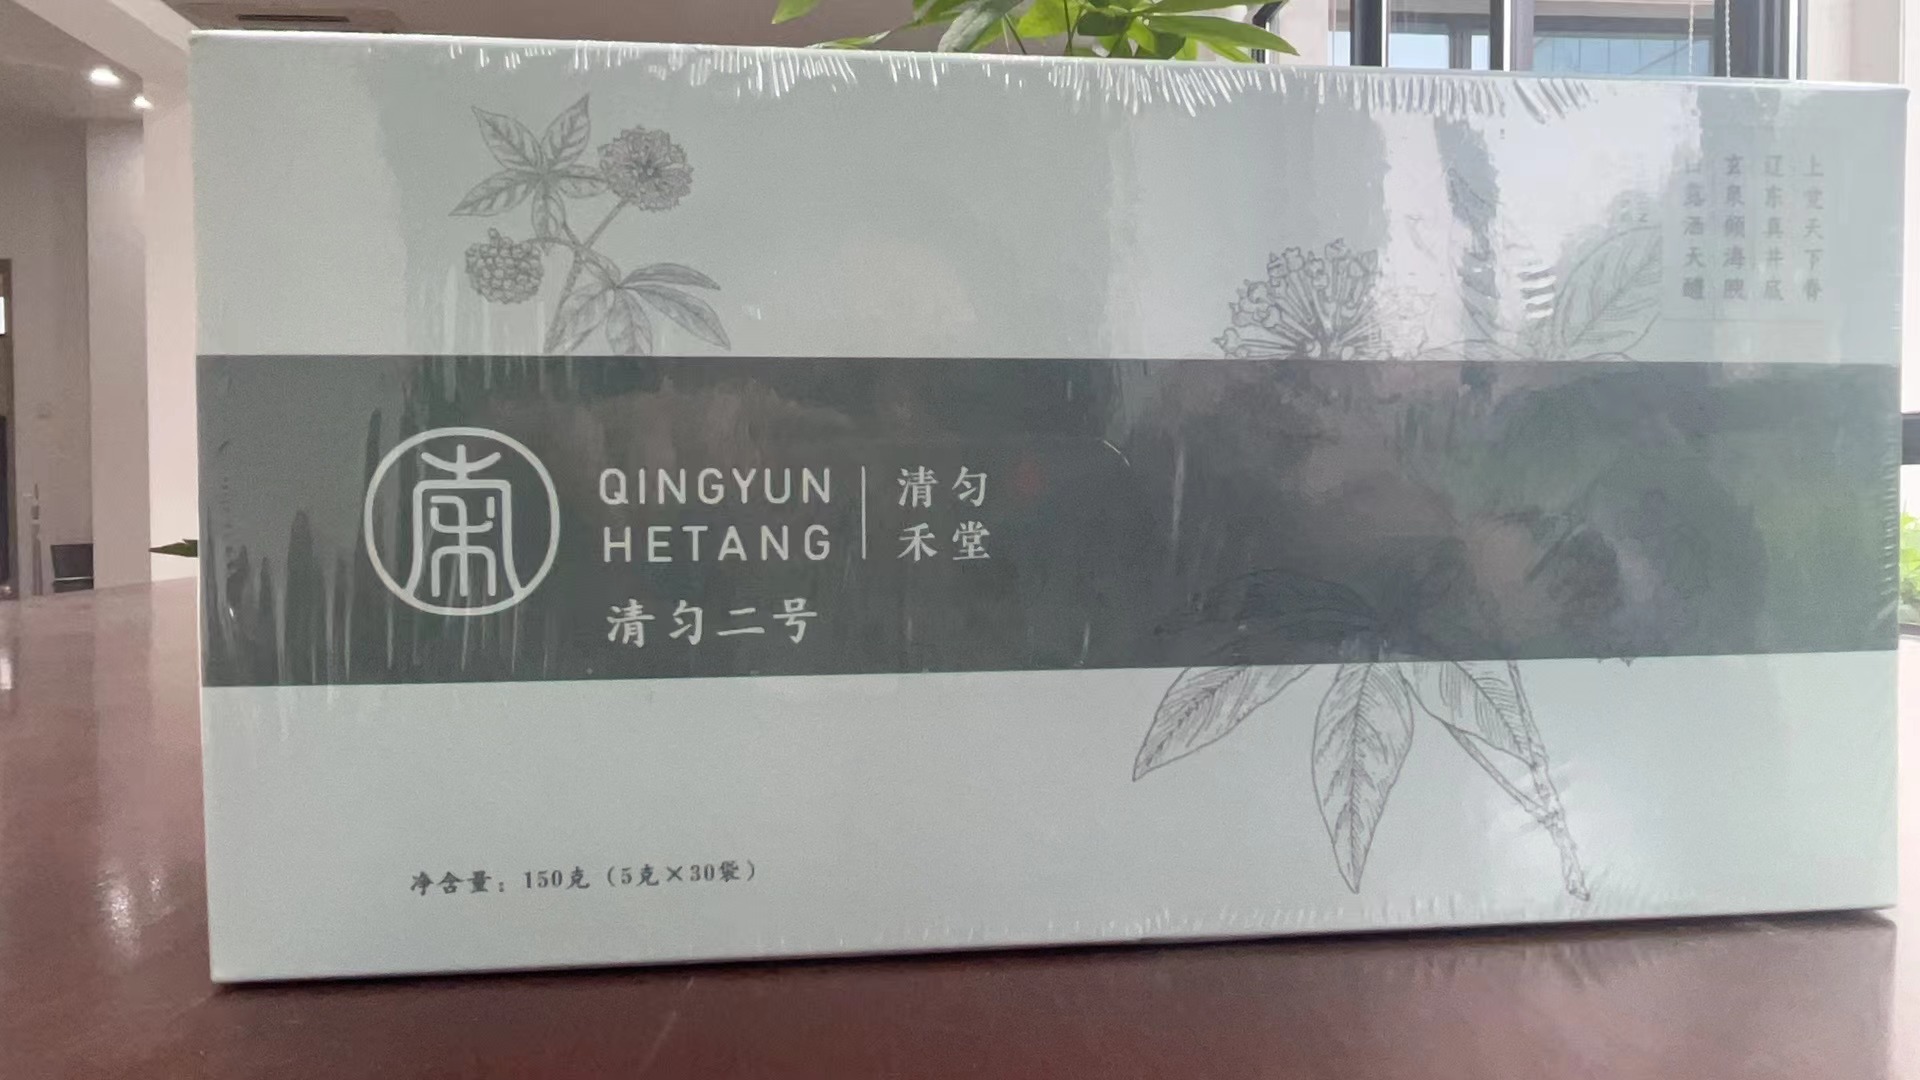 QINGYUN
HETANG
清匀
禾堂
清匀二号
净含量：150克（5克×30袋）
上党天下脊
辽东真井底
玄泉倾海腴
白露洒天醴